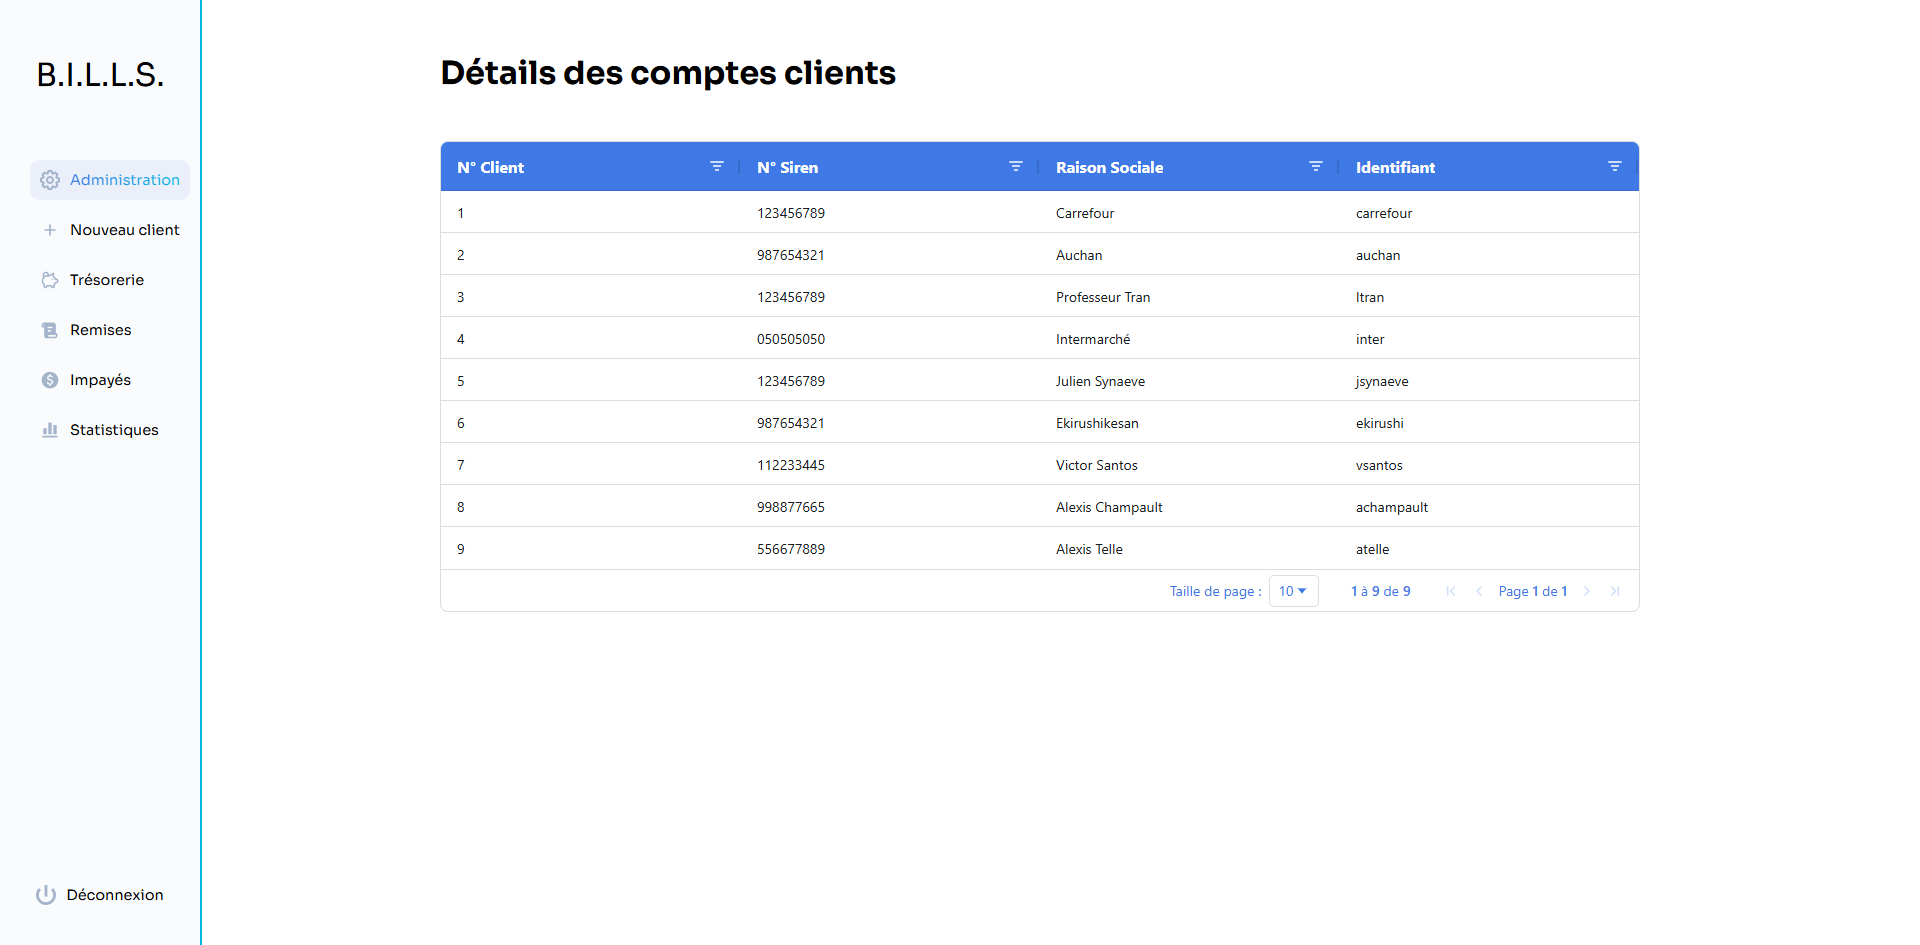 B.I.L.L.S.
Administration
Nouveau client
Trésorerie
Remises
Impayés
Statistiques
Déconnexion
Détails des comptes clients
N° Client N° Siren Raison Sociale Identifiant
1 123456789 Carrefour carrefour
2 987654321 Auchan auchan
3 123456789 Professeur Tran ltran
4 050505050 Intermarché inter
5 123456789 Julien Synaeve jsynaeve
6 987654321 Ekirushikesan ekirushi
7 112233445 Victor Santos vsantos
8 998877665 Alexis Champault achampault
9 556677889 Alexis Telle atelle
Taille de page : 10 1 à 9 de 9 Page 1 de 1